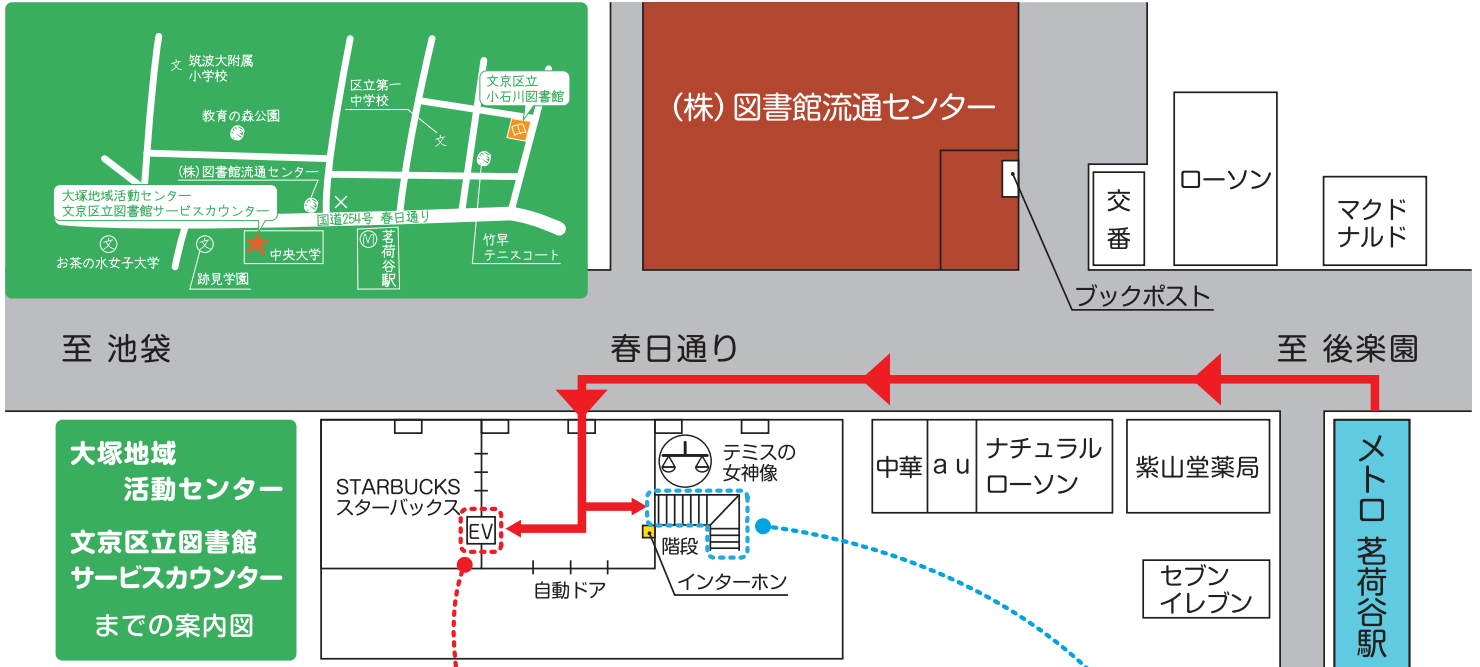 筑波大附属
小学校
教育の森公園
区立第一
中学校
文京区立
小石川図書館
(株)図書館流通センター
大塚地域活動センター
文京区立図書館サービスカウンター
国道254号 春日通り
お茶の水女子大学
跡見学園
中央大学
茗荷谷駅
竹早
テニスコート
文
文
文
文
M
(株)図書館流通センター
交番
ローソン
マクド
ナルド
ブックポスト
至 池袋
春日通り
至 後楽園
大塚地域
活動センター
文京区立図書館
サービスカウンター
までの案内図
STARBUCKS
スターバックス
EV
テミスの
女神像
階段
インターホン
自動ドア
中華
au
ナチュラル
ローソン
紫山堂薬局
セブン
イレブン
メトロ 茗荷谷駅